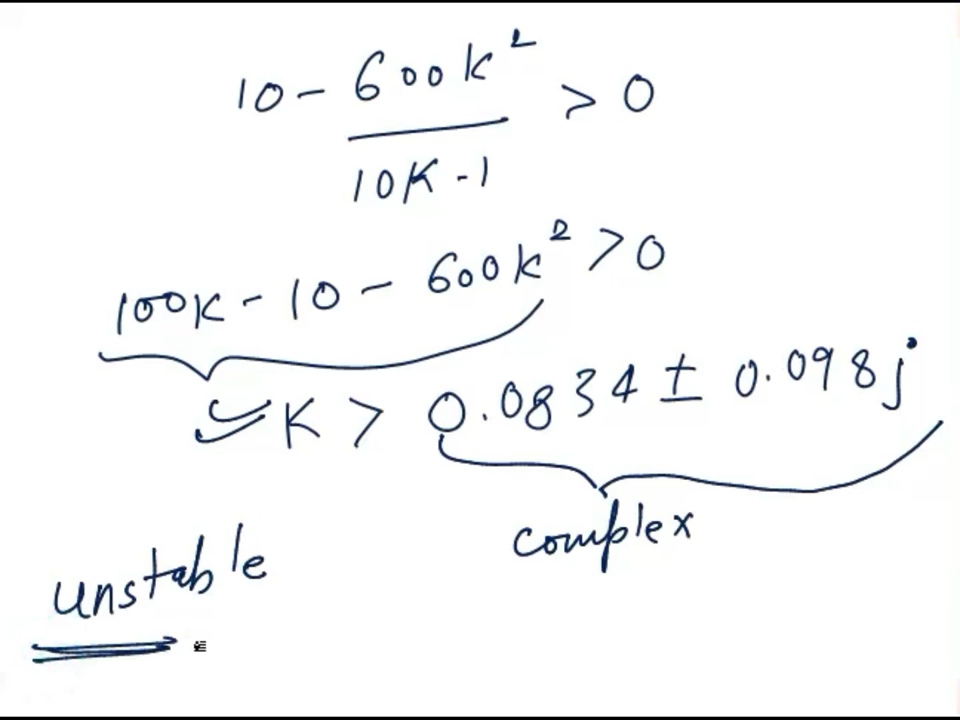 10 - 600k²
10K - 1
> 0
100K - 10 - 600k² > 0
K > 0.0834 ± 0.098j
complex
unstable